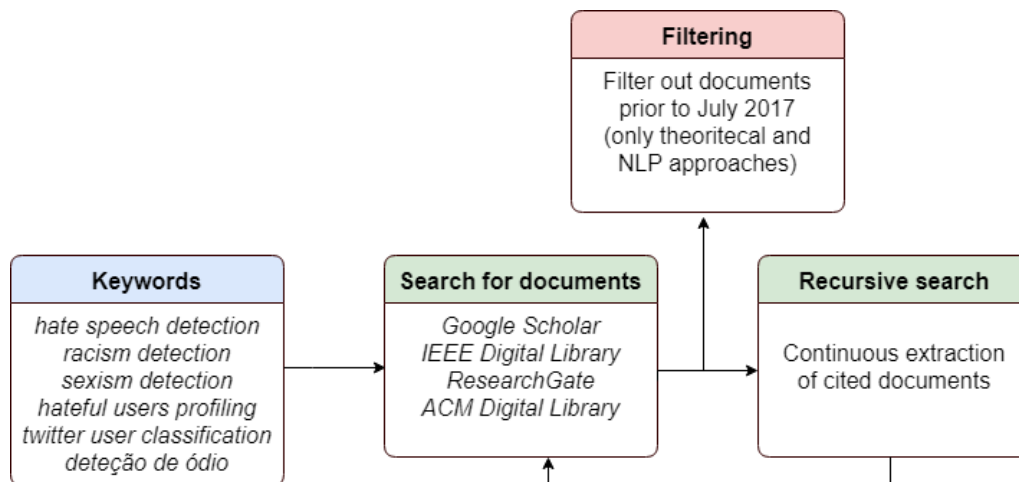 Filtering
Filter out documents
prior to July 2017
(only theoritecal and
NLP approaches)
Keywords
hate speech detection
racism detection
sexism detection
hateful users profiling
twitter user classification
deteção de ódio
Search for documents
Google Scholar
IEEE Digital Library
ResearchGate
ACM Digital Library
Recursive search
Continuous extraction
of cited documents